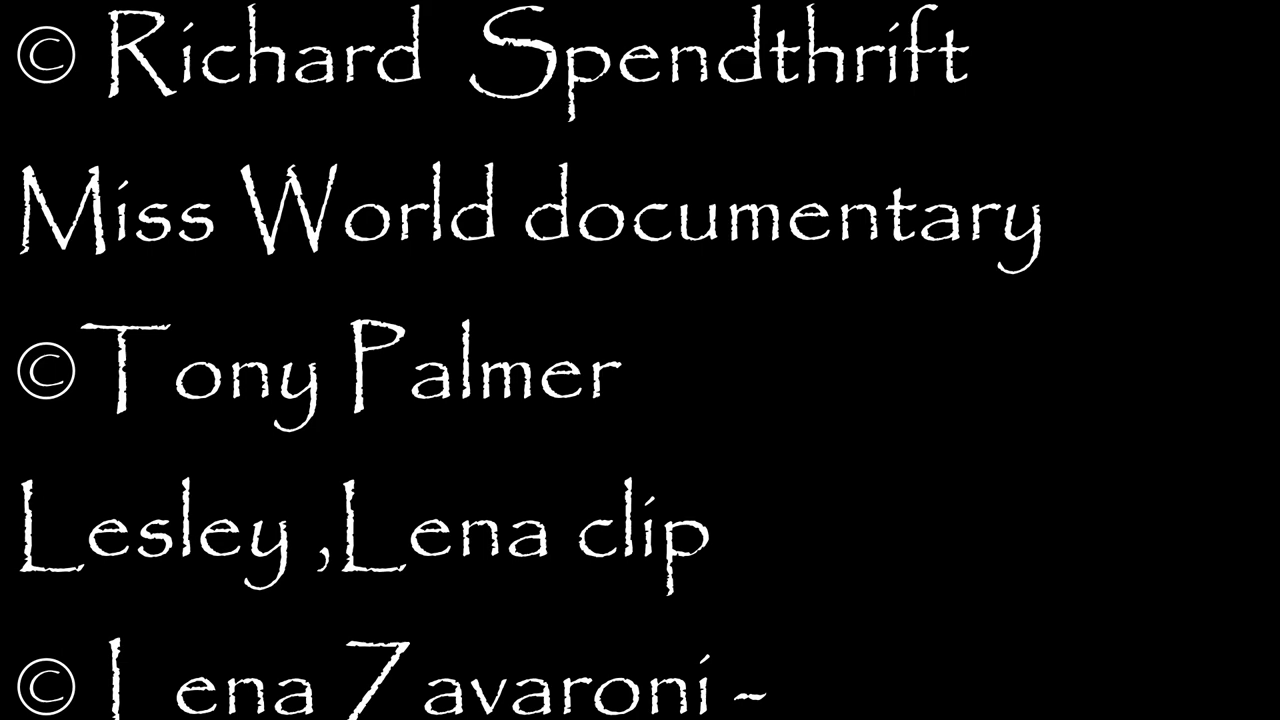 © Richard Spendthrift
Miss World documentary
©Tony Palmer
Lesley ,Lena clip
© Lena Zavaroni -